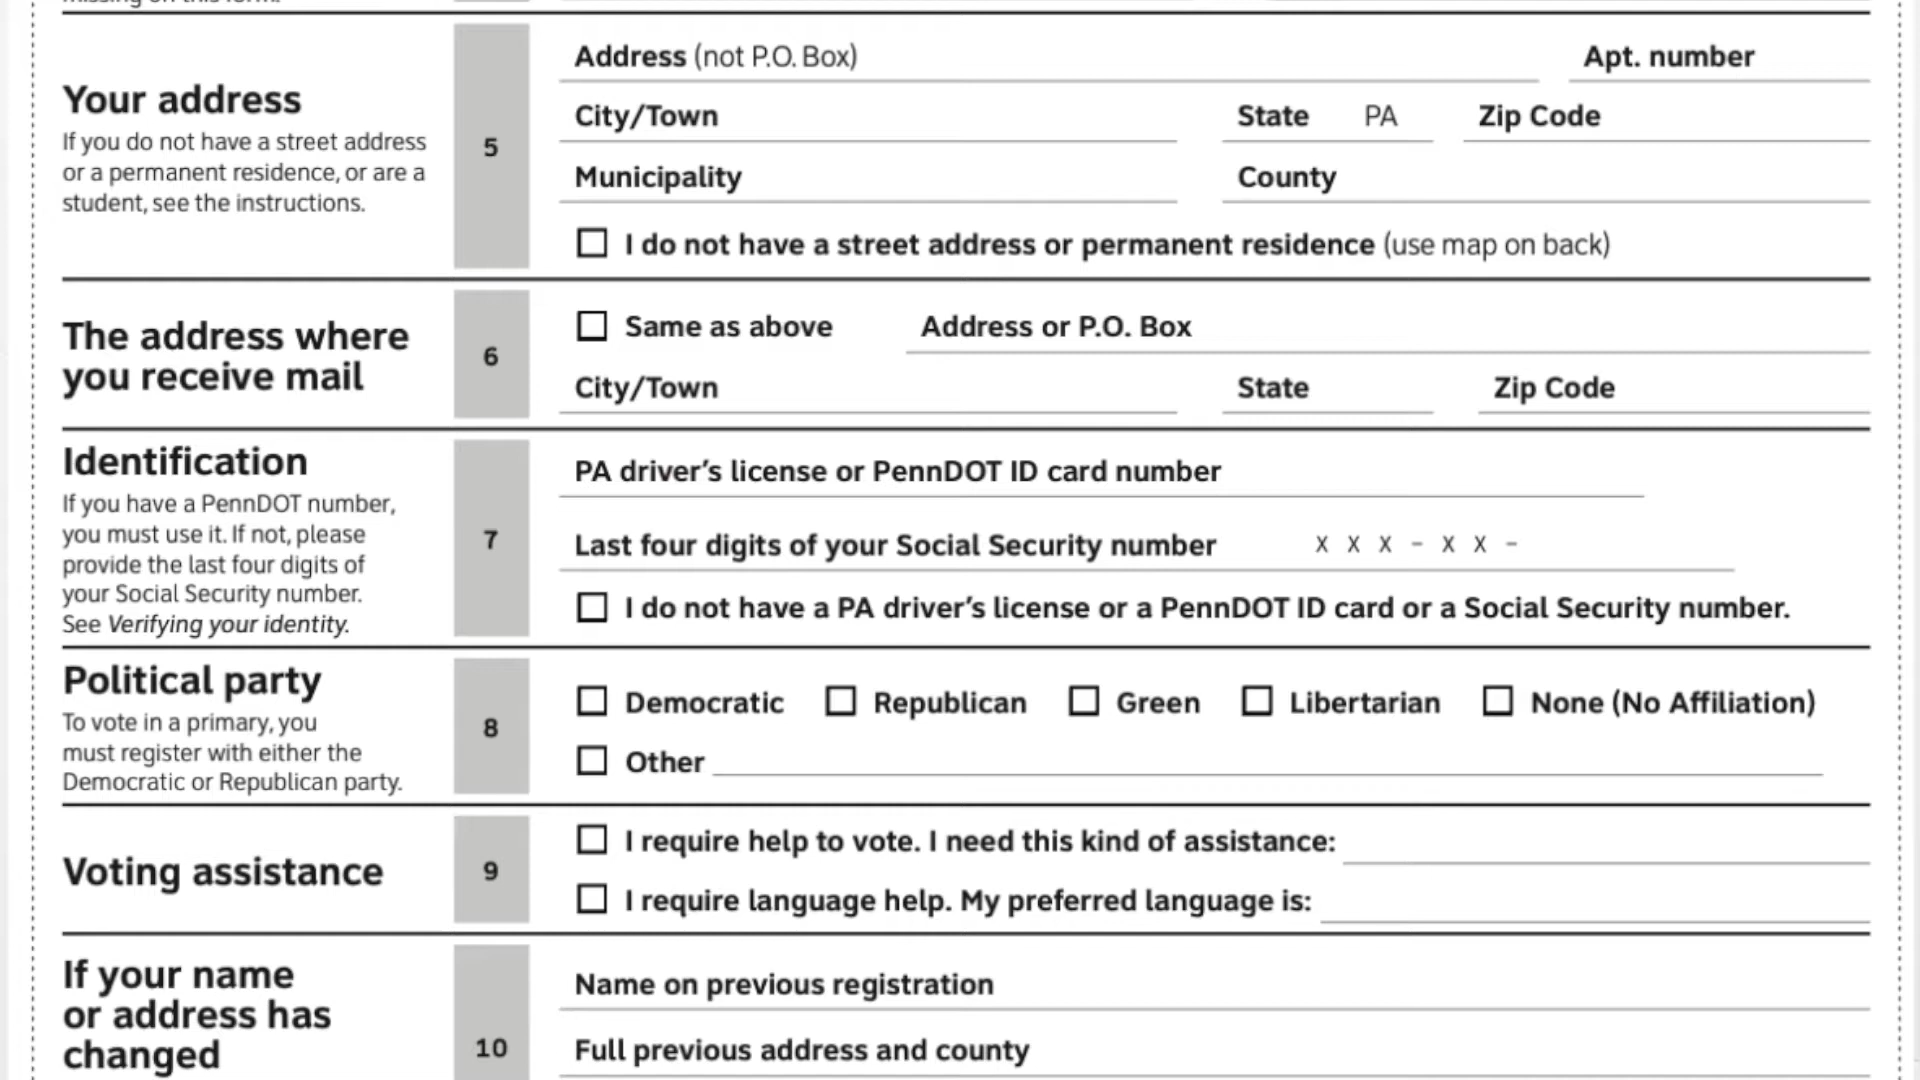 missing on this form.
Your address
If you do not have a street address
or a permanent residence, or are a
student, see the instructions.
5
Address (not P.O. Box) Apt. number
City/Town State PA Zip Code
Municipality County
I do not have a street address or permanent residence (use map on back)
The address where
you receive mail
6
Same as above Address or P.O. Box
City/Town State Zip Code
Identification
If you have a PennDOT number,
you must use it. If not, please
provide the last four digits of
your Social Security number.
See Verifying your identity.
7
PA driver’s license or PennDOT ID card number
Last four digits of your Social Security number X X X – X X –
I do not have a PA driver’s license or a PennDOT ID card or a Social Security number.
Political party
To vote in a primary, you
must register with either the
Democratic or Republican party.
8
Democratic Republican Green Libertarian None (No Affiliation)
Other
Voting assistance
9
I require help to vote. I need this kind of assistance:
I require language help. My preferred language is:
If your name
or address has
changed
10
Name on previous registration
Full previous address and county